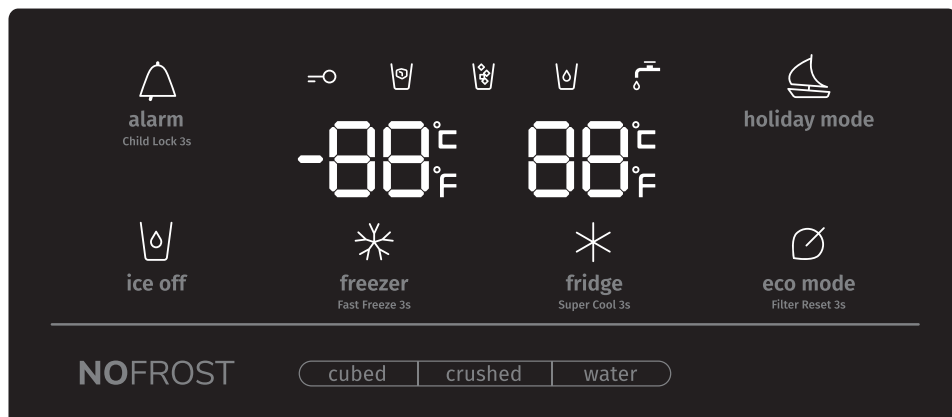 alarm
Child Lock 3s
-88°C °F
88°C °F
holiday mode
ice off
freezer
Fast Freeze 3s
fridge
Super Cool 3s
eco mode
Filter Reset 3s
NOFROST
cubed
crushed
water